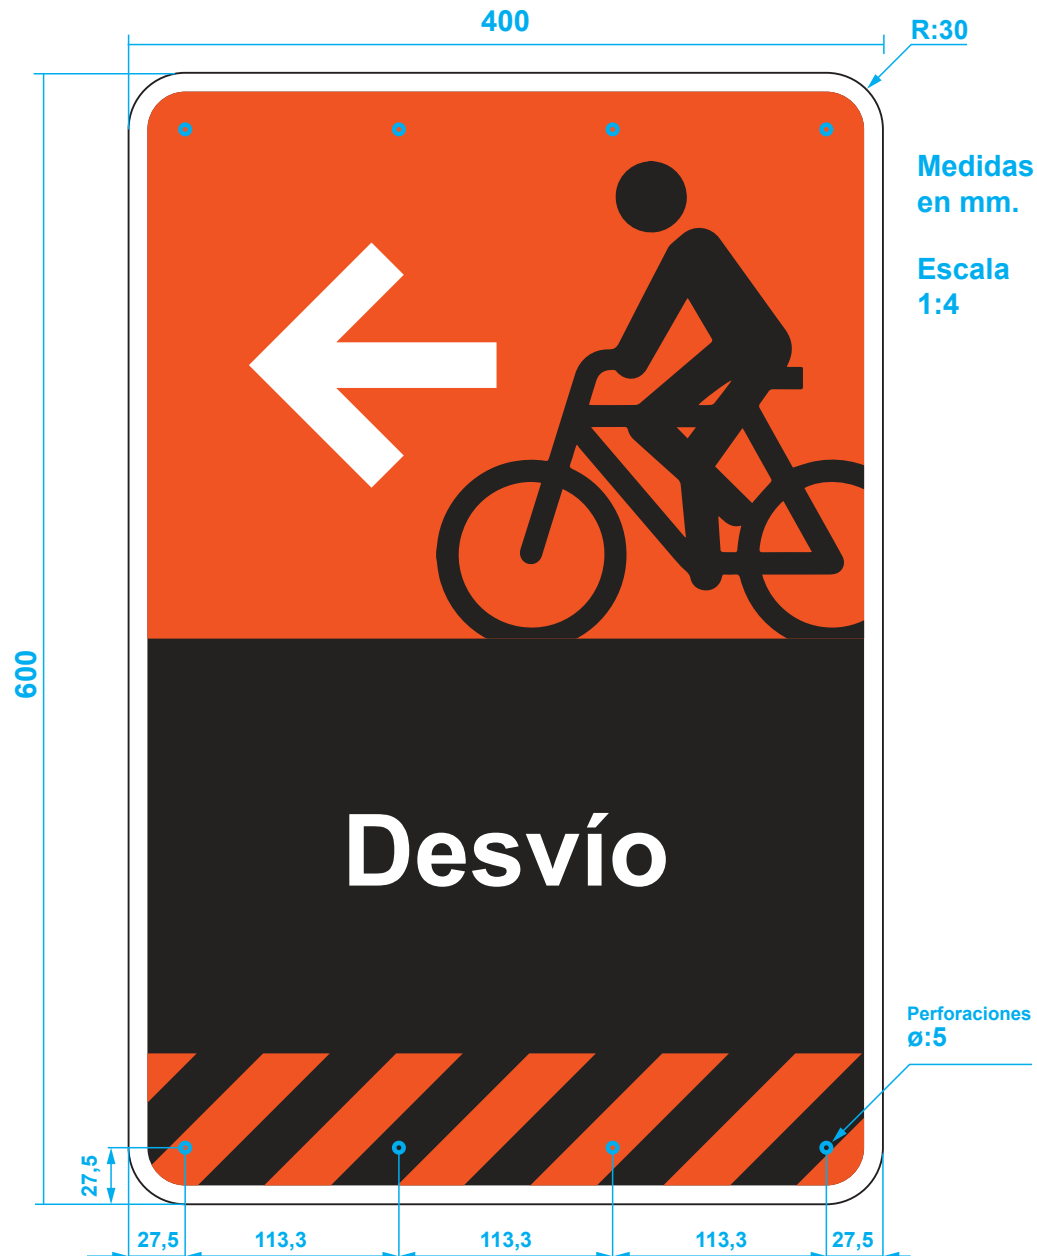 400
R:30
Medidas
en mm.
Escala
1:4
600
Desvío
Perforaciones
ø:5
27,5
27,5 113,3 113,3 113,3 27,5